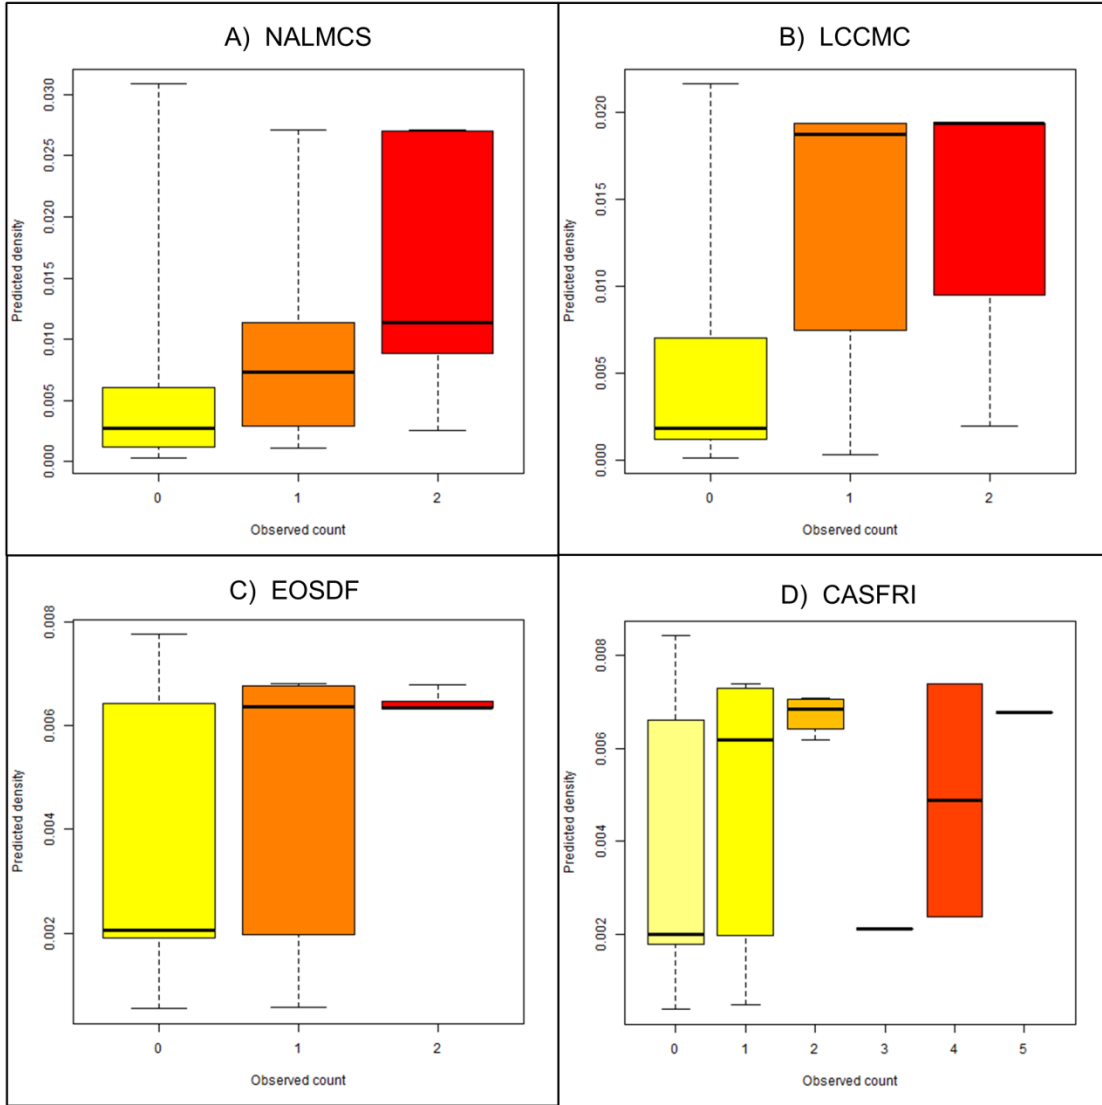 A) NALMCS
Predicted density
0.030
0.025
0.020
0.015
0.010
0.005
0.000
0 1 2
Observed count
B) LCCMC
Predicted density
0.020
0.015
0.010
0.005
0.000
0 1 2
Observed count
C) EOSDF
Predicted density
0.008
0.006
0.004
0.002
0 1 2
Observed count
D) CASFRI
Predicted density
0.008
0.006
0.004
0.002
0 1 2 3 4 5
Observed count